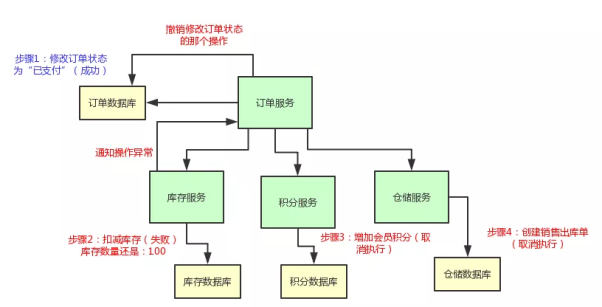 撤销修改订单状态
的那个操作
步骤1：修改订单状态
为“已支付”（成功）
订单数据库
订单服务
通知操作异常
库存服务
积分服务
仓储服务
步骤2：扣减库存（失败）
库存数量还是：100
步骤3：增加会员积分（取
消执行）
步骤4：创建销售出库单
（取消执行）
库存数据库
积分数据库
仓储数据库